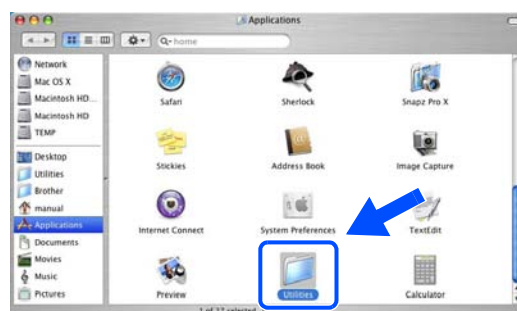 Applications
home
Network
Mac OS X
Macintosh HD...
Macintosh HD
TEMP
Desktop
Utilities
Brother
manual
Applications
Documents
Movies
Music
Pictures
Safari
Sherlock
Snapz Pro X
Stickies
Address Book
Image Capture
Internet Connect
System Preferences
TextEdit
Preview
Utilities
Calculator